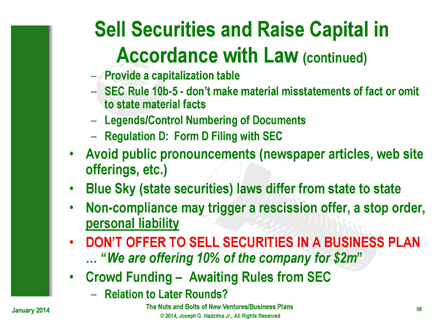 Sell Securities and Raise Capital in
Accordance with Law (continued)
– Provide a capitalization table
– SEC Rule 10b-5 - don't make material misstatements of fact or omit
to state material facts
– Legends/Control Numbering of Documents
– Regulation D: Form D Filing with SEC
• Avoid public pronouncements (newspaper articles, web site
offerings, etc.)
• Blue Sky (state securities) laws differ from state to state
• Non-compliance may trigger a rescission offer, a stop order,
personal liability
• DON'T OFFER TO SELL SECURITIES IN A BUSINESS PLAN
… “We are offering 10% of the company for $2m”
• Crowd Funding – Awaiting Rules from SEC
– Relation to Later Rounds?
January 2014
The Nuts and Bolts of New Ventures/Business Plans
© 2014, Joseph G. Hadzima Jr., All Rights Reserved
58